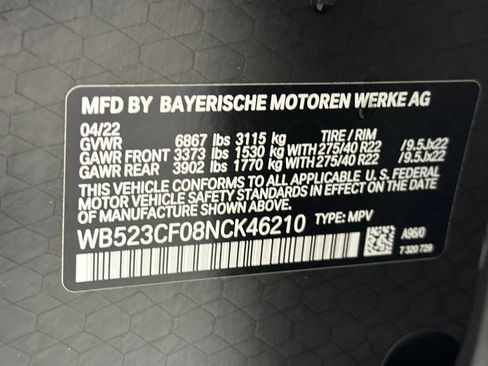 MFD BY BAYERISCHE MOTOREN WERKE AG
04/22
GVWR 6867 lbs 3115 kg TIRE / RIM
GAWR FRONT 3373 lbs 1530 kg WITH 275/40 R22 /9.5Jx22
GAWR REAR 3902 lbs 1770 kg WITH 275/40 R22 /9.5Jx22
THIS VEHICLE CONFORMS TO ALL APPLICABLE U.S. FEDERAL
MOTOR VEHICLE SAFETY STANDARDS IN EFFECT ON THE DATE
OF MANUFACTURE SHOWN ABOVE.
WB523CF08NCK46210 TYPE: MPV
A96/0
7 320 729